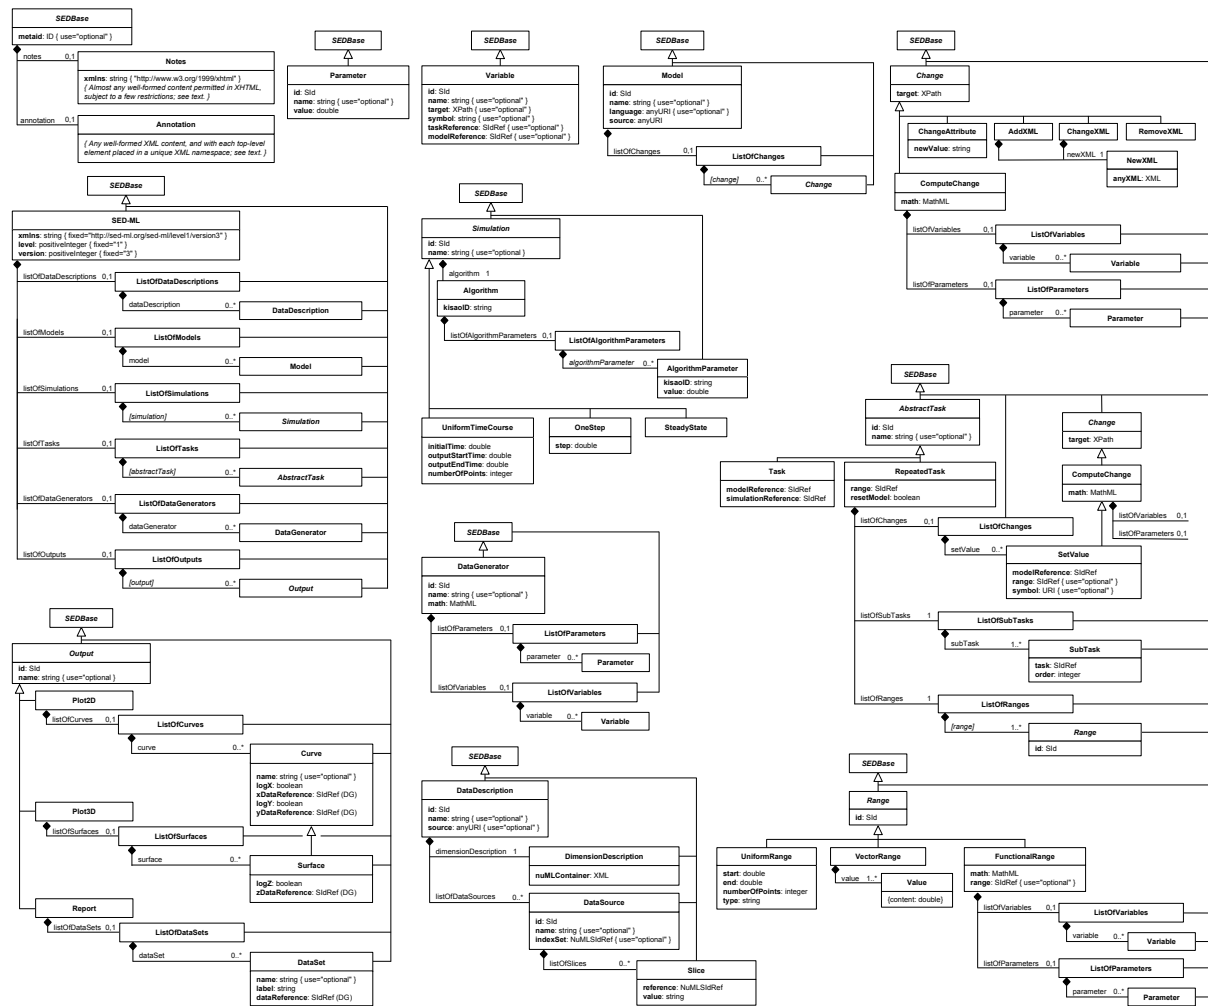 SEDBase
metaid: ID { use="optional" }
notes 0,1
Notes
xmlns: string { "http://www.w3.org/1999/xhtml" }
{ Almost any well-formed content permitted in XHTML,
subject to a few restrictions; see text. }
annotation 0,1
Annotation
{ Any well-formed XML content, and with each top-level
element placed in a unique XML namespace; see text. }
SEDBase
Parameter
id: SId
name: string { use="optional" }
value: double
SEDBase
Variable
id: SId
name: string { use="optional" }
target: XPath { use="optional" }
symbol: string { use="optional" }
taskReference: SIdRef { use="optional" }
modelReference: SIdRef { use="optional" }
SEDBase
Model
id: SId
name: string { use="optional" }
language: anyURI { use="optional" }
source: anyURI
listOfChanges 0,1
ListOfChanges
[change] 0..*
Change
SEDBase
Change
target: XPath
ChangeAttribute
newValue: string
AddXML
ChangeXML
RemoveXML
newXML 1
NewXML
anyXML: XML
ComputeChange
math: MathML
listOfVariables 0,1
ListOfVariables
variable 0..*
Variable
listOfParameters 0,1
ListOfParameters
parameter 0..*
Parameter
SEDBase
SED-ML
xmlns: string { fixed="http://sed-ml.org/sed-ml/level1/version3" }
level: positiveInteger { fixed="1" }
version: positiveInteger { fixed="3" }
listOfDataDescriptions 0,1
ListOfDataDescriptions
dataDescription 0..*
DataDescription
listOfModels 0,1
ListOfModels
model 0..*
Model
listOfSimulations 0,1
ListOfSimulations
[simulation] 0..*
Simulation
listOfTasks 0,1
ListOfTasks
[abstractTask] 0..*
AbstractTask
listOfDataGenerators 0,1
ListOfDataGenerators
dataGenerator 0..*
DataGenerator
listOfOutputs 0,1
ListOfOutputs
[output] 0..*
Output
SEDBase
Simulation
id: SId
name: string { use="optional" }
algorithm 1
Algorithm
kisaoID: string
listOfAlgorithmParameters 0,1
ListOfAlgorithmParameters
algorithmParameter 0..*
AlgorithmParameter
kisaoID: string
value: double
UniformTimeCourse
initialTime: double
outputStartTime: double
outputEndTime: double
numberOfPoints: integer
OneStep
step: double
SteadyState
SEDBase
AbstractTask
id: SId
name: string { use="optional" }
Task
modelReference: SIdRef
simulationReference: SIdRef
RepeatedTask
range: SIdRef
resetModel: boolean
Change
target: XPath
ComputeChange
math: MathML
listOfVariables 0,1
listOfParameters 0,1
listOfChanges 0,1
ListOfChanges
setValue 0..*
SetValue
modelReference: SIdRef
range: SIdRef { use="optional" }
symbol: URI { use="optional" }
listOfSubTasks 1
ListOfSubTasks
subTask 1..*
SubTask
task: SIdRef
order: integer
listOfRanges 1
ListOfRanges
[range] 1..*
Range
id: SId
SEDBase
DataGenerator
id: SId
name: string { use="optional" }
math: MathML
listOfParameters 0,1
ListOfParameters
parameter 0..*
Parameter
listOfVariables 0,1
ListOfVariables
variable 0..*
Variable
SEDBase
Output
id: SId
name: string { use="optional }
Plot2D
listOfCurves 0,1
ListOfCurves
curve 0..*
Curve
name: string { use="optional" }
logX: boolean
xDataReference: SIdRef (DG)
logY: boolean
yDataReference: SIdRef (DG)
Plot3D
listOfSurfaces 0,1
ListOfSurfaces
surface 0..*
Surface
logZ: boolean
zDataReference: SIdRef (DG)
Report
listOfDataSets 0,1
ListOfDataSets
dataSet 0..*
DataSet
name: string { use="optional" }
label: string
dataReference: SIdRef (DG)
SEDBase
DataDescription
id: SId
name: string { use="optional" }
source: anyURI { use="optional" }
dimensionDescription 1
DimensionDescription
nuMLContainer: XML
listOfDataSources 0..*
DataSource
id: SId
name: string { use="optional" }
indexSet: NuMLSIdRef { use="optional" }
listOfSlices 0..*
Slice
reference: NuMLSIdRef
value: string
SEDBase
Range
id: SId
UniformRange
start: double
end: double
numberOfPoints: integer
type: string
VectorRange
value 1..*
Value
{content: double}
FunctionalRange
math: MathML
range: SIdRef { use="optional" }
listOfVariables 0,1
ListOfVariables
variable 0..*
Variable
listOfParameters 0,1
ListOfParameters
parameter 0..*
Parameter